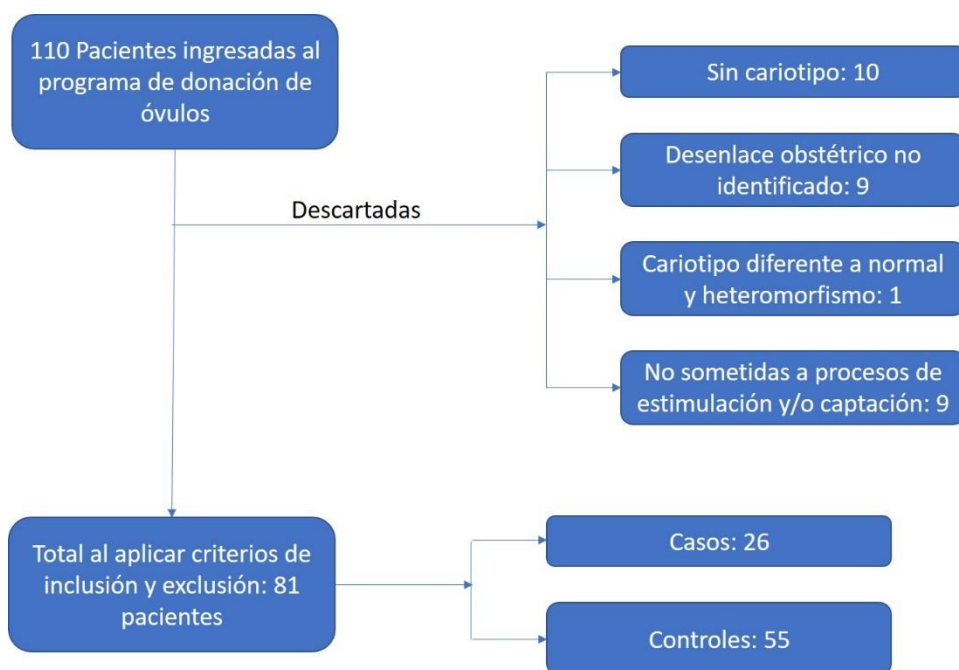 110 Pacientes ingresadas al
programa de donación de
óvulos
Sin cariotipo: 10
Desenlace obstétrico no
identificado: 9
Descartadas
Cariotipo diferente a normal
y heteromorfismo: 1
No sometidas a procesos de
estimulación y/o captación: 9
Total al aplicar criterios de
inclusión y exclusión: 81
pacientes
Casos: 26
Controles: 55